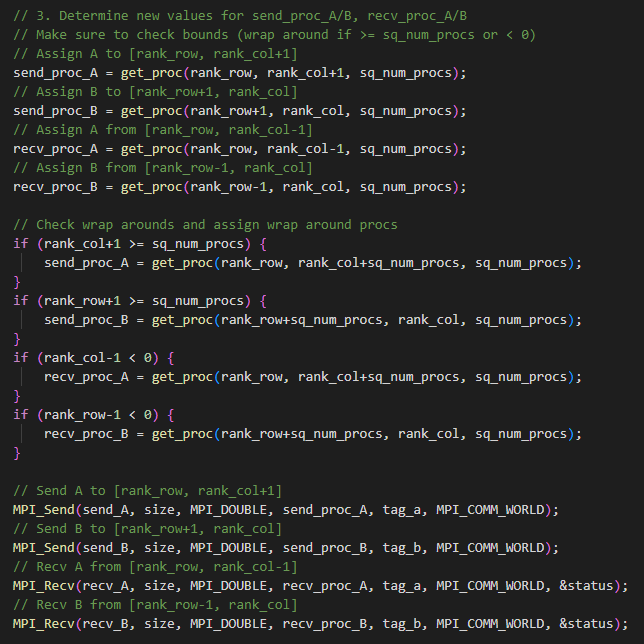 // 3. Determine new values for send_proc_A/B, recv_proc_A/B
// Make sure to check bounds (wrap around if >= sq_num_procs or < 0)
// Assign A to [rank_row, rank_col+1]
send_proc_A = get_proc(rank_row, rank_col+1, sq_num_procs);
// Assign B to [rank_row+1, rank_col]
send_proc_B = get_proc(rank_row+1, rank_col, sq_num_procs);
// Assign A from [rank_row, rank_col-1]
recv_proc_A = get_proc(rank_row, rank_col-1, sq_num_procs);
// Assign B from [rank_row-1, rank_col]
recv_proc_B = get_proc(rank_row-1, rank_col, sq_num_procs);

// Check wrap arounds and assign wrap around procs
if (rank_col+1 >= sq_num_procs) {
    send_proc_A = get_proc(rank_row, rank_col+sq_num_procs, sq_num_procs);
}
if (rank_row+1 >= sq_num_procs) {
    send_proc_B = get_proc(rank_row+sq_num_procs, rank_col, sq_num_procs);
}
if (rank_col-1 < 0) {
    recv_proc_A = get_proc(rank_row, rank_col+sq_num_procs, sq_num_procs);
}
if (rank_row-1 < 0) {
    recv_proc_B = get_proc(rank_row+sq_num_procs, rank_col, sq_num_procs);
}

// Send A to [rank_row, rank_col+1]
MPI_Send(send_A, size, MPI_DOUBLE, send_proc_A, tag_a, MPI_COMM_WORLD);
// Send B to [rank_row+1, rank_col]
MPI_Send(send_B, size, MPI_DOUBLE, send_proc_B, tag_b, MPI_COMM_WORLD);
// Recv A from [rank_row, rank_col-1]
MPI_Recv(recv_A, size, MPI_DOUBLE, recv_proc_A, tag_a, MPI_COMM_WORLD, &status);
// Recv B from [rank_row-1, rank_col]
MPI_Recv(recv_B, size, MPI_DOUBLE, recv_proc_B, tag_b, MPI_COMM_WORLD, &status);